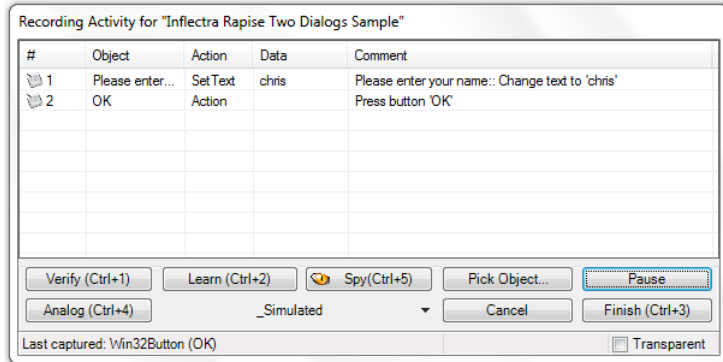 Recording Activity for "Inflectra Rapise Two Dialogs Sample"
# Object Action Data Comment
1 Please enter... SetText chris Please enter your name:: Change text to 'chris'
2 OK Action Press button 'OK'
Verify (Ctrl+1) Learn (Ctrl+2) Spy(Ctrl+5) Pick Object... Pause
Analog (Ctrl+4) _Simulated Cancel Finish (Ctrl+3)
Last captured: Win32Button (OK) Transparent